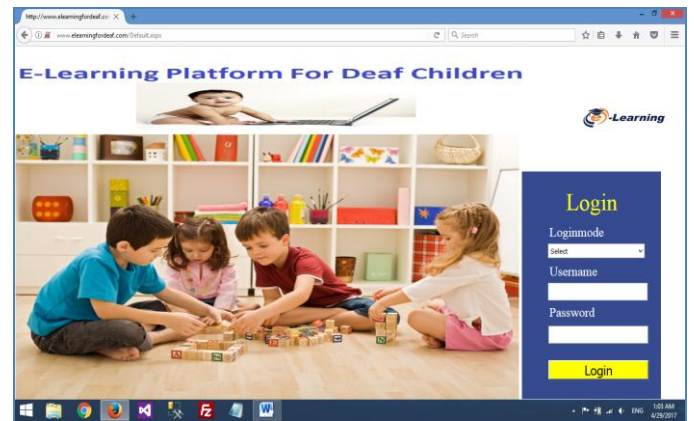 http://www.elearningfordeaf.co
www.elearningfordeaf.com/Default.aspx
Search
E-Learning Platform For Deaf Children
e-Learning
Login
Loginmode
Select
Username
Password
Login
ENG
1:03 AM
4/29/2017